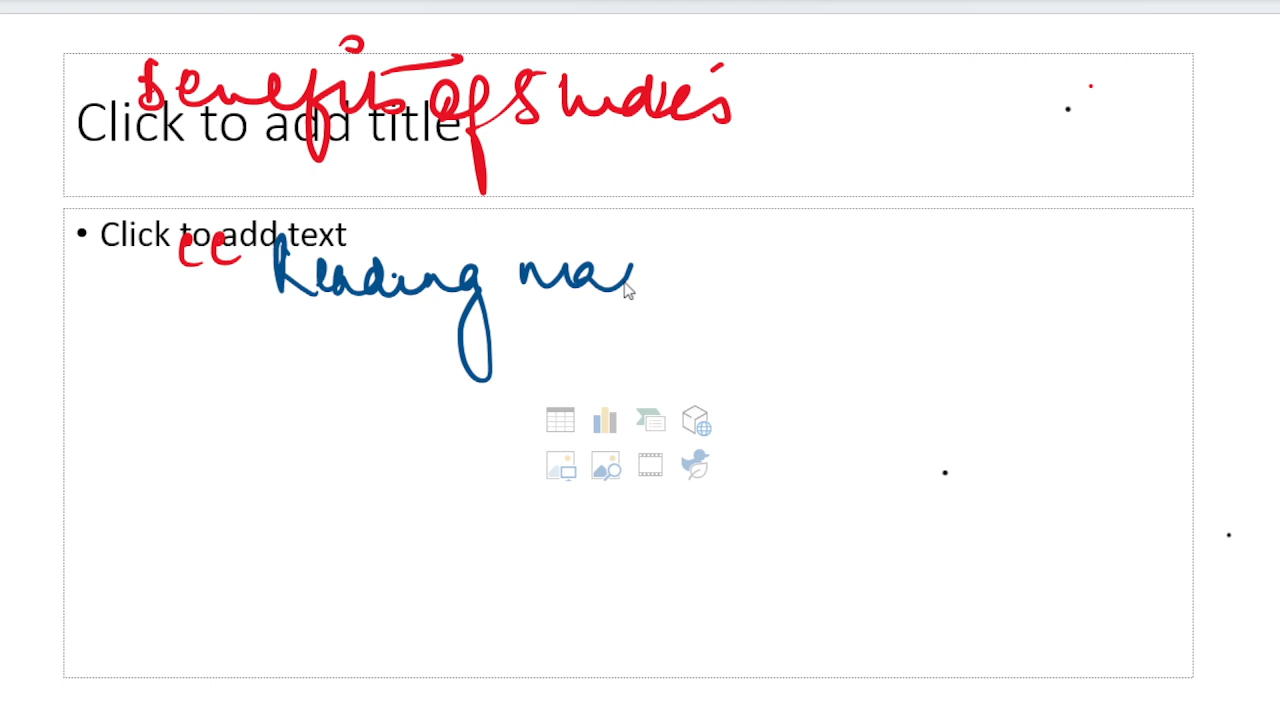 Benefits of Studies
Click to add title
• Click to add text
“ Reading ma